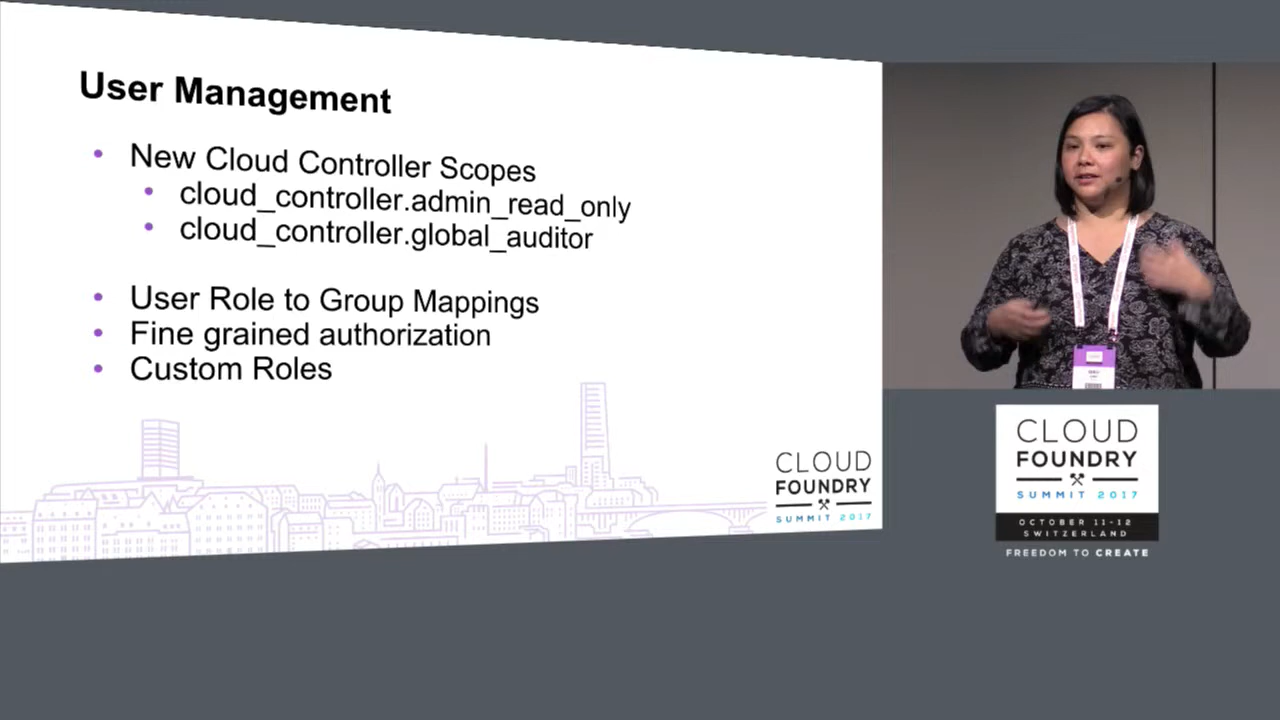 User Management
New Cloud Controller Scopes
cloud_controller.admin_read_only
cloud_controller.global_auditor
User Role to Group Mappings
Fine grained authorization
Custom Roles
CLOUD
FOUNDRY
SUMMIT 2017
CLOUD
FOUNDRY
SUMMIT 2017
OCTOBER 11-12
SWITZERLAND
FREEDOM TO CREATE